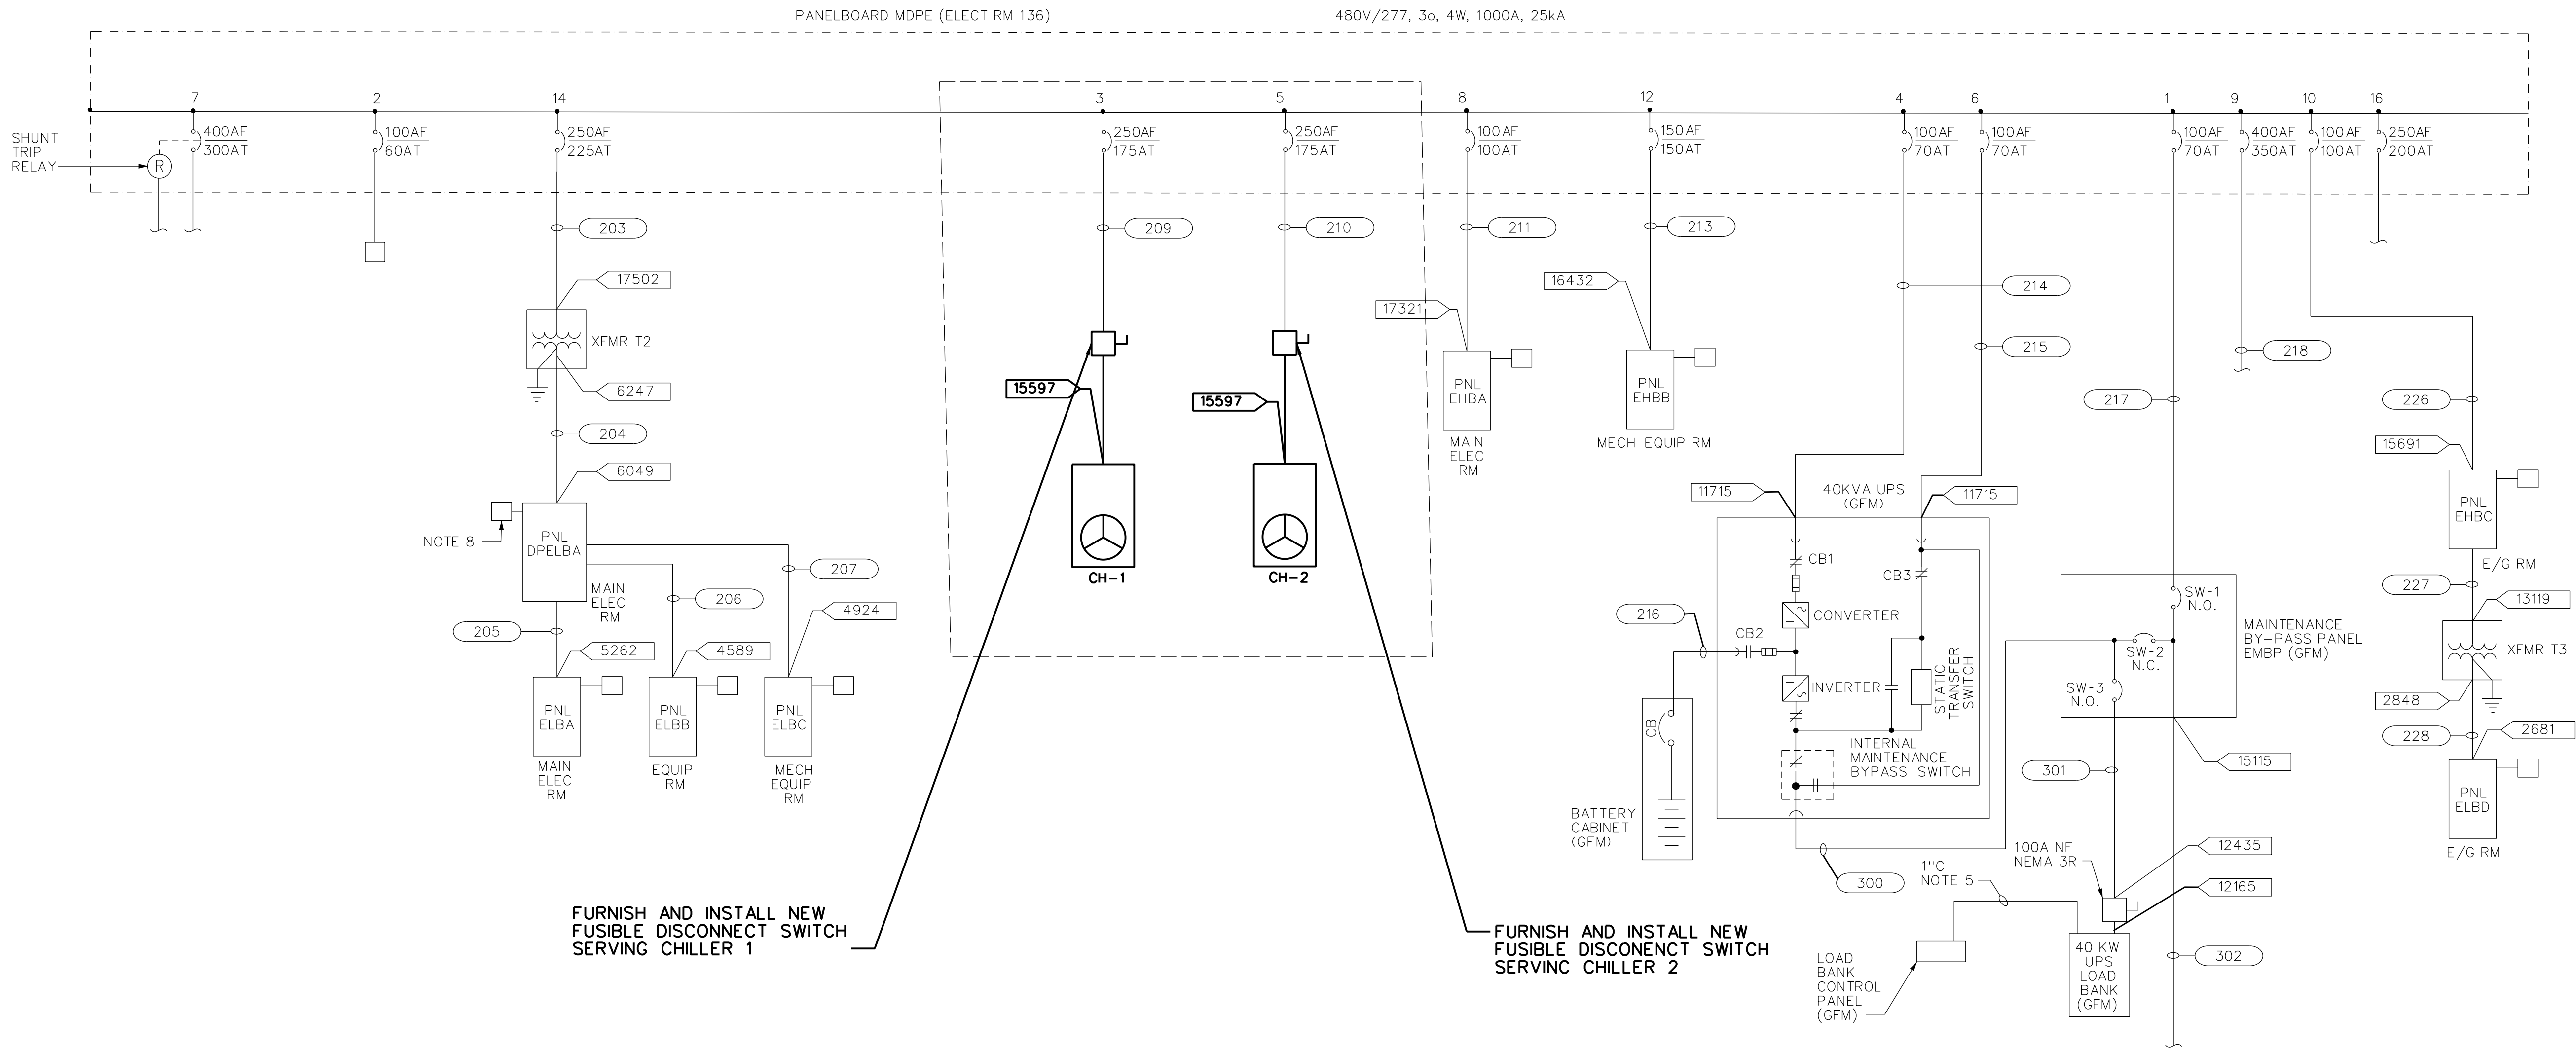 PANELBOARD MDPE (ELECT RM 136)
480V/277, 3o, 4W, 1000A, 25kA
7
2
14
3
5
8
12
4
6
1
9
10
16
SHUNT
TRIP
RELAY
R
400AF
300AT
100AF
60AT
250AF
225AT
250AF
175AT
250AF
175AT
100AF
100AT
150AF
150AT
100AF
70AT
100AF
70AT
100AF
70AT
400AF
350AT
100AF
100AT
250AF
200AT
203
17502
XFMR T2
6247
204
6049
NOTE 8
PNL
DPELBA
MAIN
ELEC
RM
207
206
205
4924
5262
4589
PNL
ELBA
PNL
ELBB
PNL
ELBC
MAIN
ELEC
RM
EQUIP
RM
MECH
EQUIP
RM
209
210
15597
15597
CH-1
CH-2
FURNISH AND INSTALL NEW
FUSIBLE DISCONNECT SWITCH
SERVING CHILLER 1
FURNISH AND INSTALL NEW
FUSIBLE DISCONENCT SWITCH
SERVINC CHILLER 2
211
17321
PNL
EHBA
MAIN
ELEC
RM
213
16432
PNL
EHBB
MECH EQUIP RM
214
215
11715
40KVA UPS
(GFM)
11715
CB1
CB3
CONVERTER
216
CB2
INVERTER
STATIC
TRANSFER
SWITCH
CB
INTERNAL
MAINTENANCE
BYPASS SWITCH
BATTERY
CABINET
(GFM)
300
217
218
SW-1
N.O.
SW-2
N.C.
SW-3
N.O.
MAINTENANCE
BY-PASS PANEL
EMBP (GFM)
15115
301
100A NF
NEMA 3R
12435
12165
1"C
NOTE 5
LOAD
BANK
CONTROL
PANEL
(GFM)
40 KW
UPS
LOAD
BANK
(GFM)
302
226
15691
PNL
EHBC
E/G RM
227
13119
XFMR T3
2848
228
2681
PNL
ELBD
E/G RM